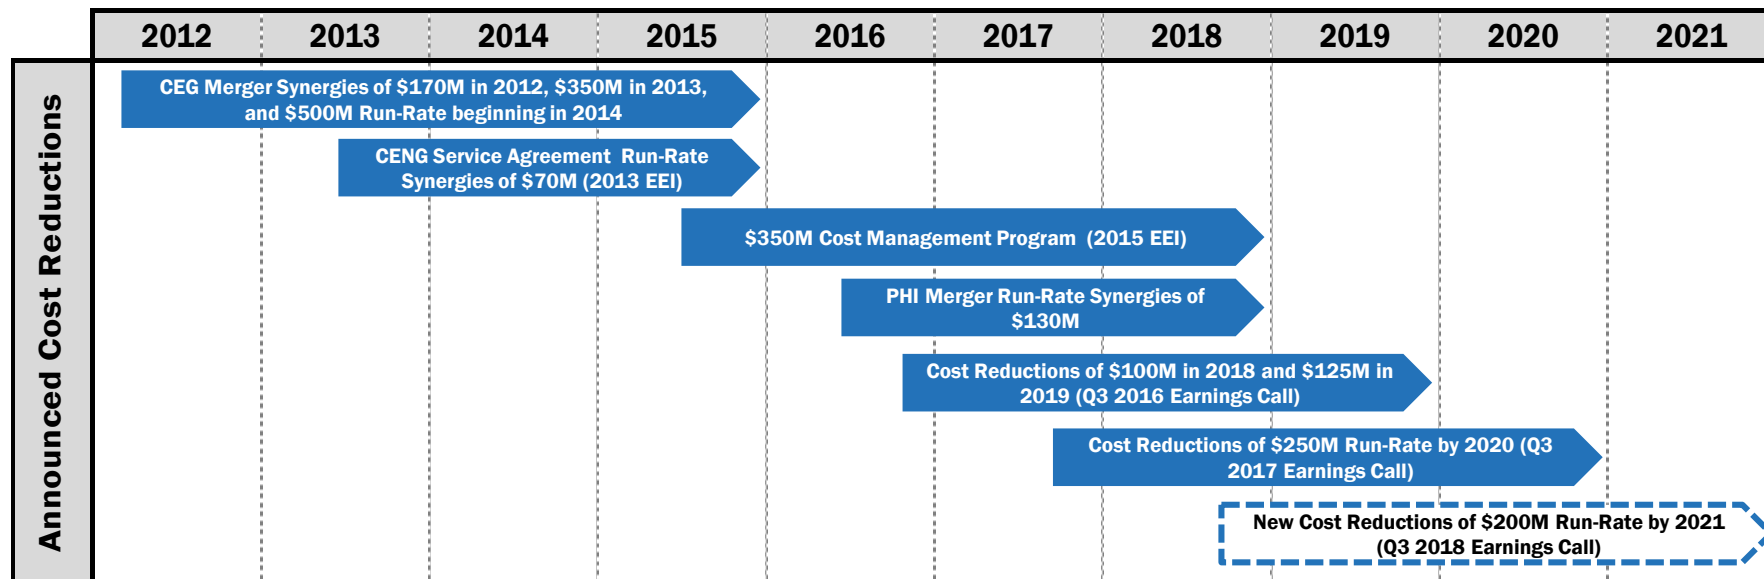 2012 2013 2014 2015 2016 2017 2018 2019 2020 2021
Announced Cost Reductions
CEG Merger Synergies of $170M in 2012, $350M in 2013,
and $500M Run-Rate beginning in 2014
CENG Service Agreement Run-Rate
Synergies of $70M (2013 EEI)
$350M Cost Management Program (2015 EEI)
PHI Merger Run-Rate Synergies of
$130M
Cost Reductions of $100M in 2018 and $125M in
2019 (Q3 2016 Earnings Call)
Cost Reductions of $250M Run-Rate by 2020 (Q3
2017 Earnings Call)
New Cost Reductions of $200M Run-Rate by 2021
(Q3 2018 Earnings Call)